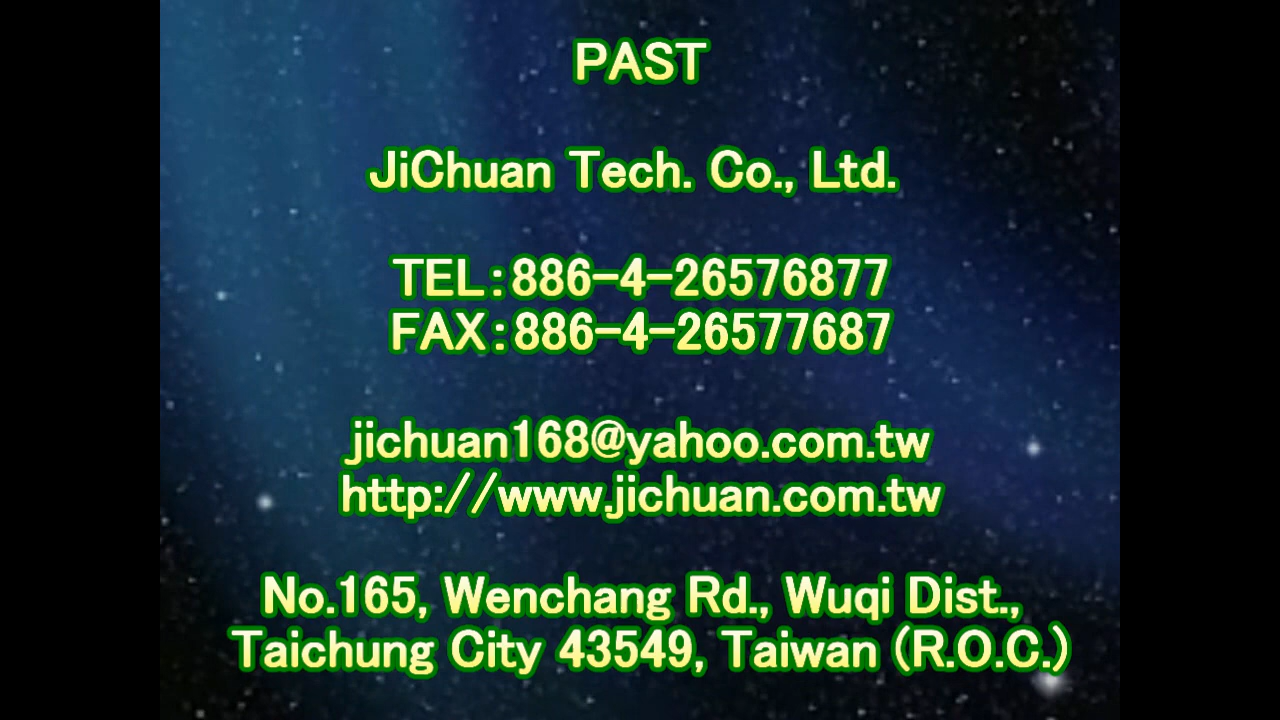 PAST
JiChuan Tech. Co., Ltd.
TEL:886-4-26576877
FAX:886-4-26577687
jichuan168@yahoo.com.tw
http://www.jichuan.com.tw
No.165, Wenchang Rd., Wuqi Dist.,
Taichung City 43549, Taiwan (R.O.C.)